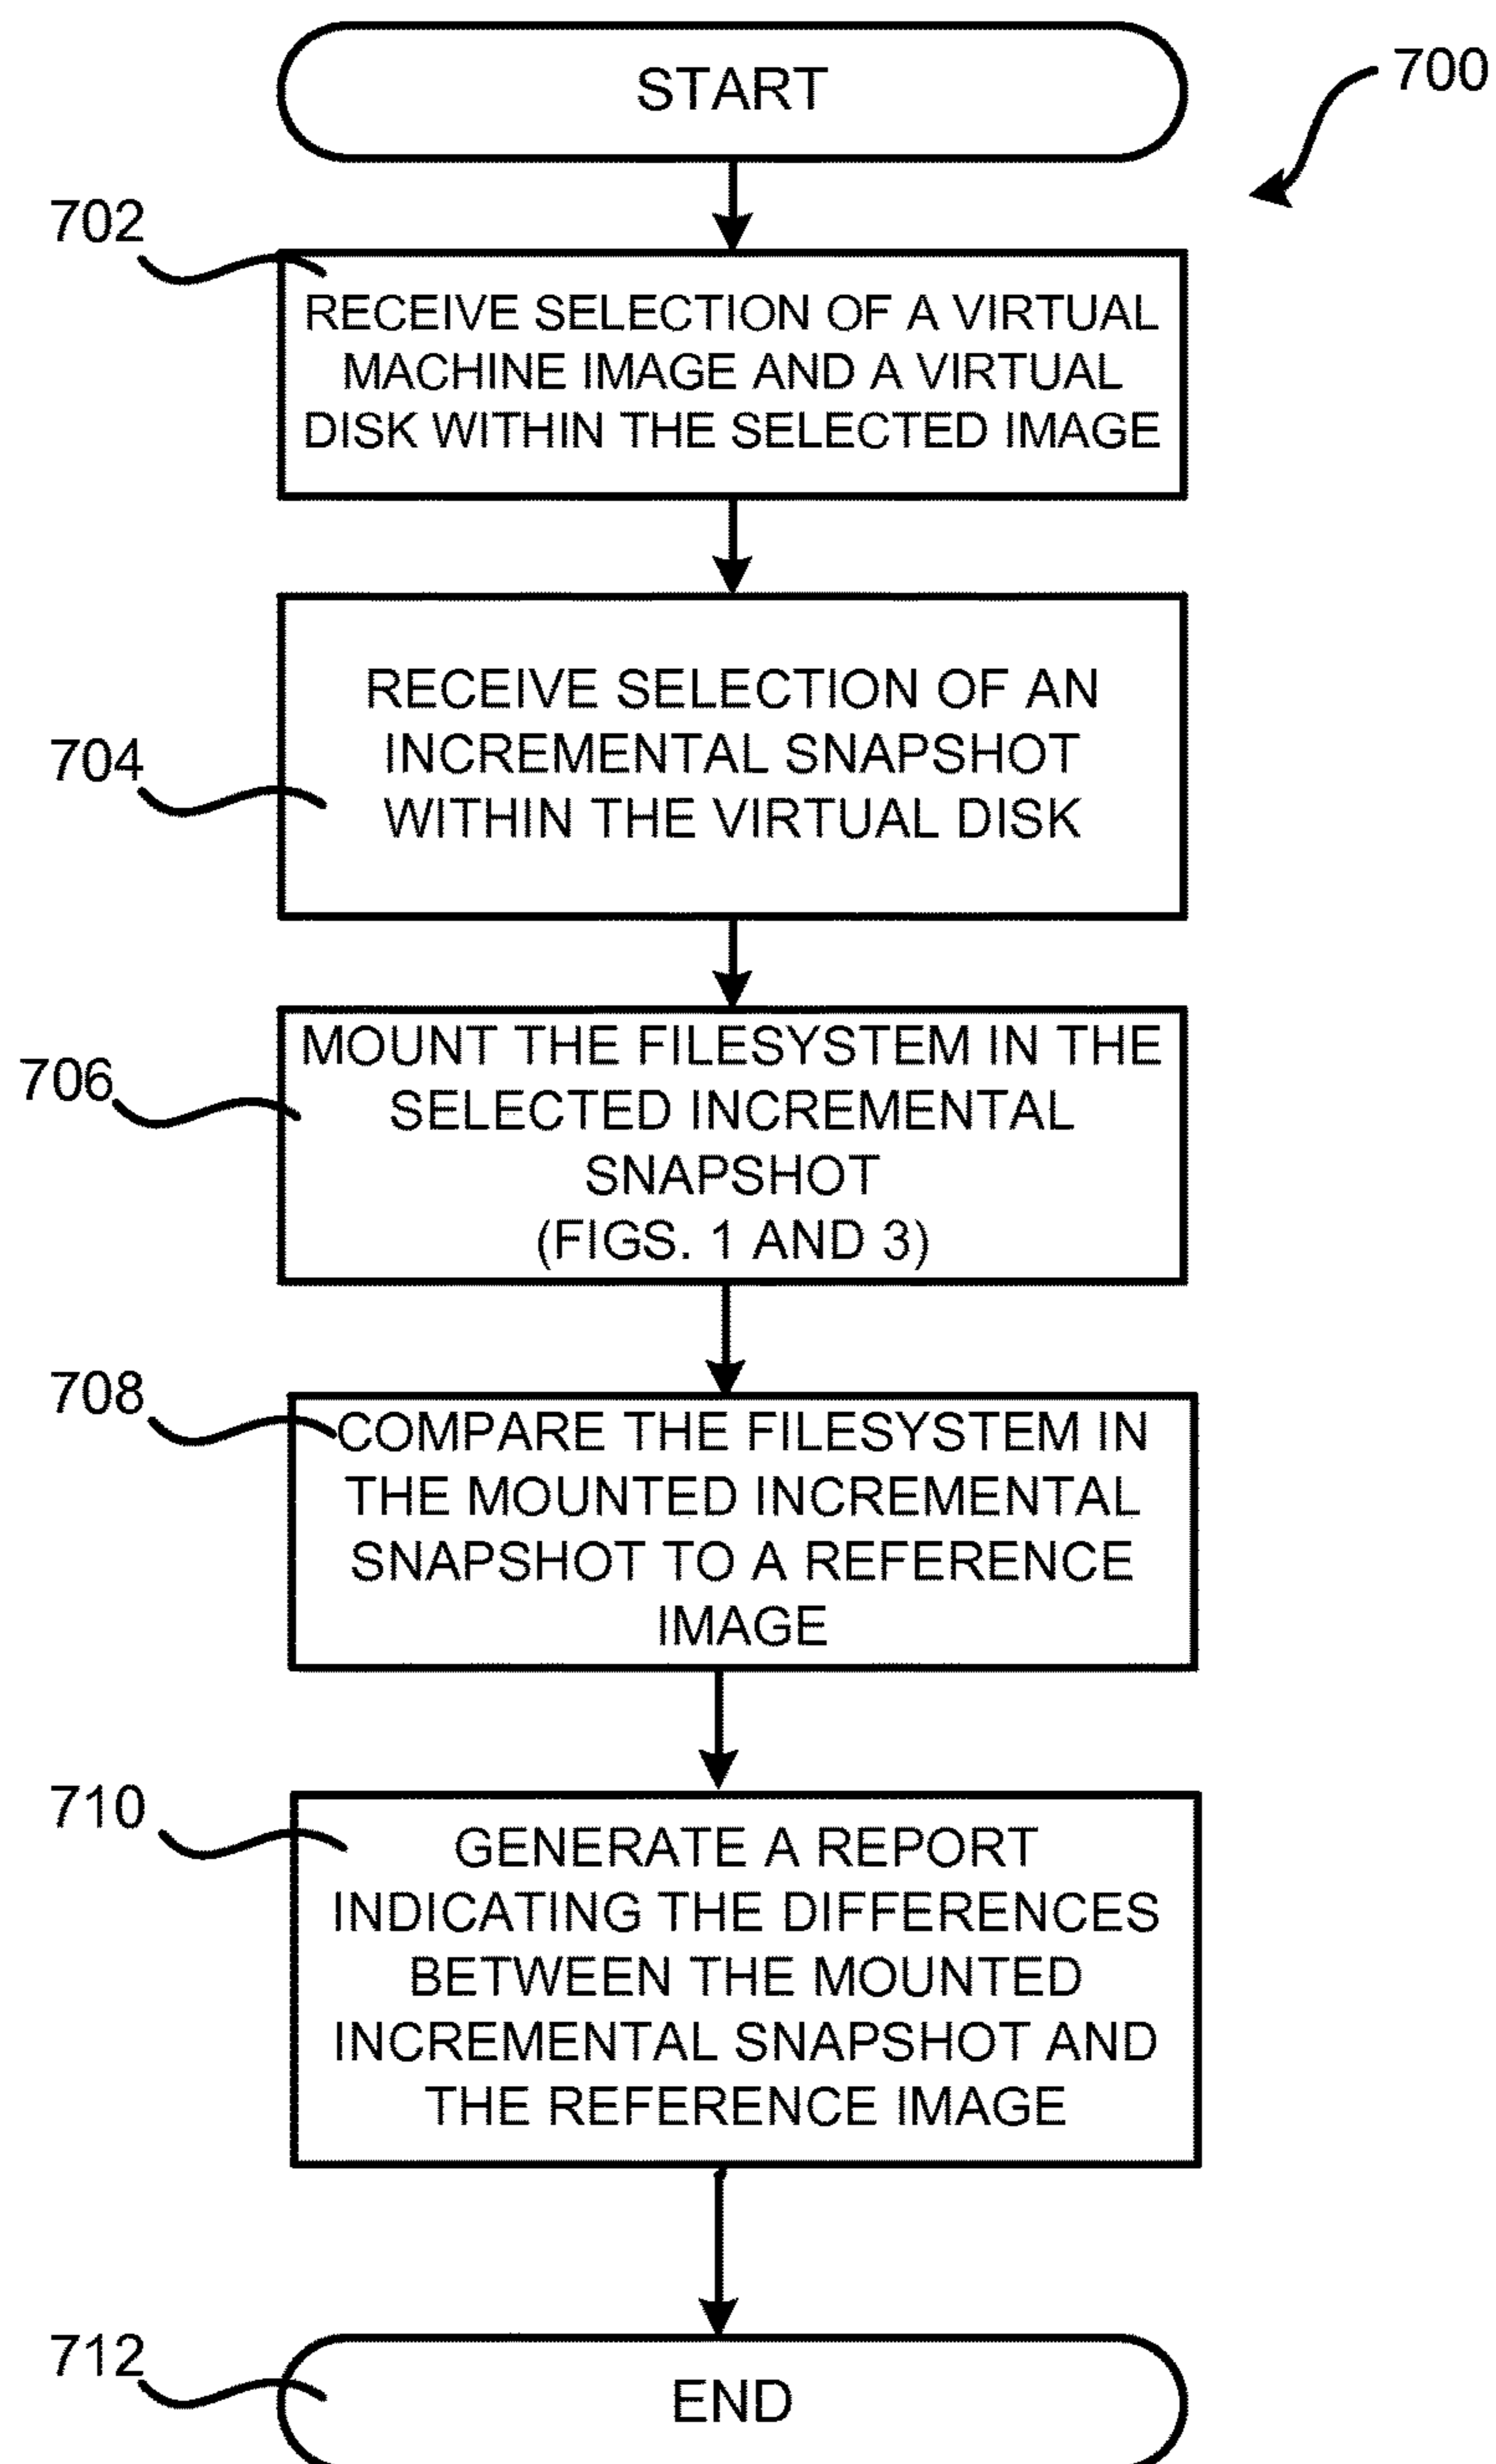 START
700
702
RECEIVE SELECTION OF A VIRTUAL
MACHINE IMAGE AND A VIRTUAL
DISK WITHIN THE SELECTED IMAGE
704
RECEIVE SELECTION OF AN
INCREMENTAL SNAPSHOT
WITHIN THE VIRTUAL DISK
706
MOUNT THE FILESYSTEM IN THE
SELECTED INCREMENTAL
SNAPSHOT
(FIGS. 1 AND 3)
708
COMPARE THE FILESYSTEM IN
THE MOUNTED INCREMENTAL
SNAPSHOT TO A REFERENCE
IMAGE
710
GENERATE A REPORT
INDICATING THE DIFFERENCES
BETWEEN THE MOUNTED
INCREMENTAL SNAPSHOT AND
THE REFERENCE IMAGE
712
END